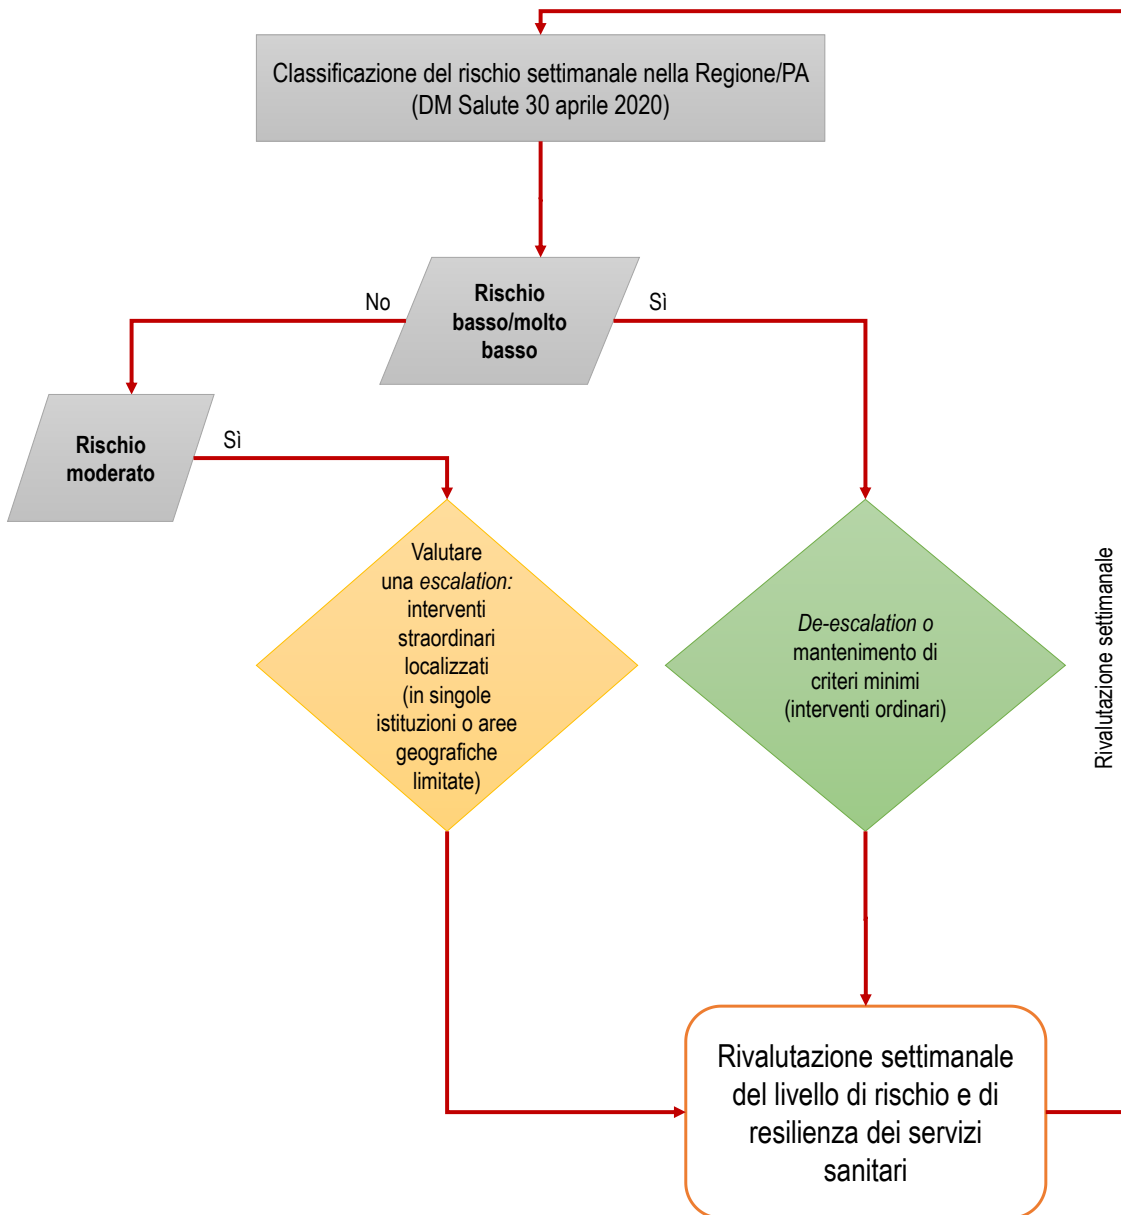 Classificazione del rischio settimanale nella Regione/PA
(DM Salute 30 aprile 2020)
No
Rischio
basso/molto
basso
Sì
Rischio
moderato
Sì
Valutare
una escalation:
interventi
straordinari
localizzati
(in singole
istituzioni o aree
geografiche
limitate)
De-escalation o
mantenimento di
criteri minimi
(interventi ordinari)
Rivalutazione settimanale
Rivalutazione settimanale
del livello di rischio e di
resilienza dei servizi
sanitari